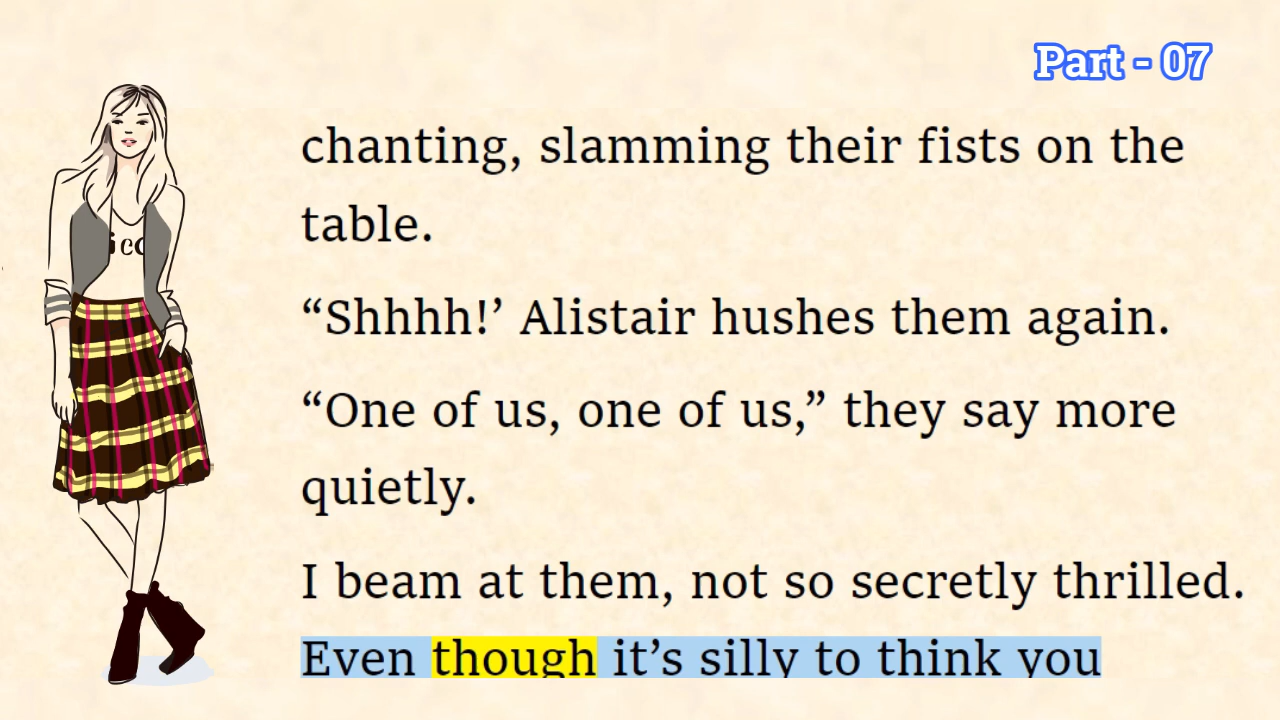 Part - 07
chanting, slamming their fists on the
table.
“Shhhh!’ Alistair hushes them again.
“One of us, one of us,” they say more
quietly.
I beam at them, not so secretly thrilled.
Even though it’s silly to think you
icc